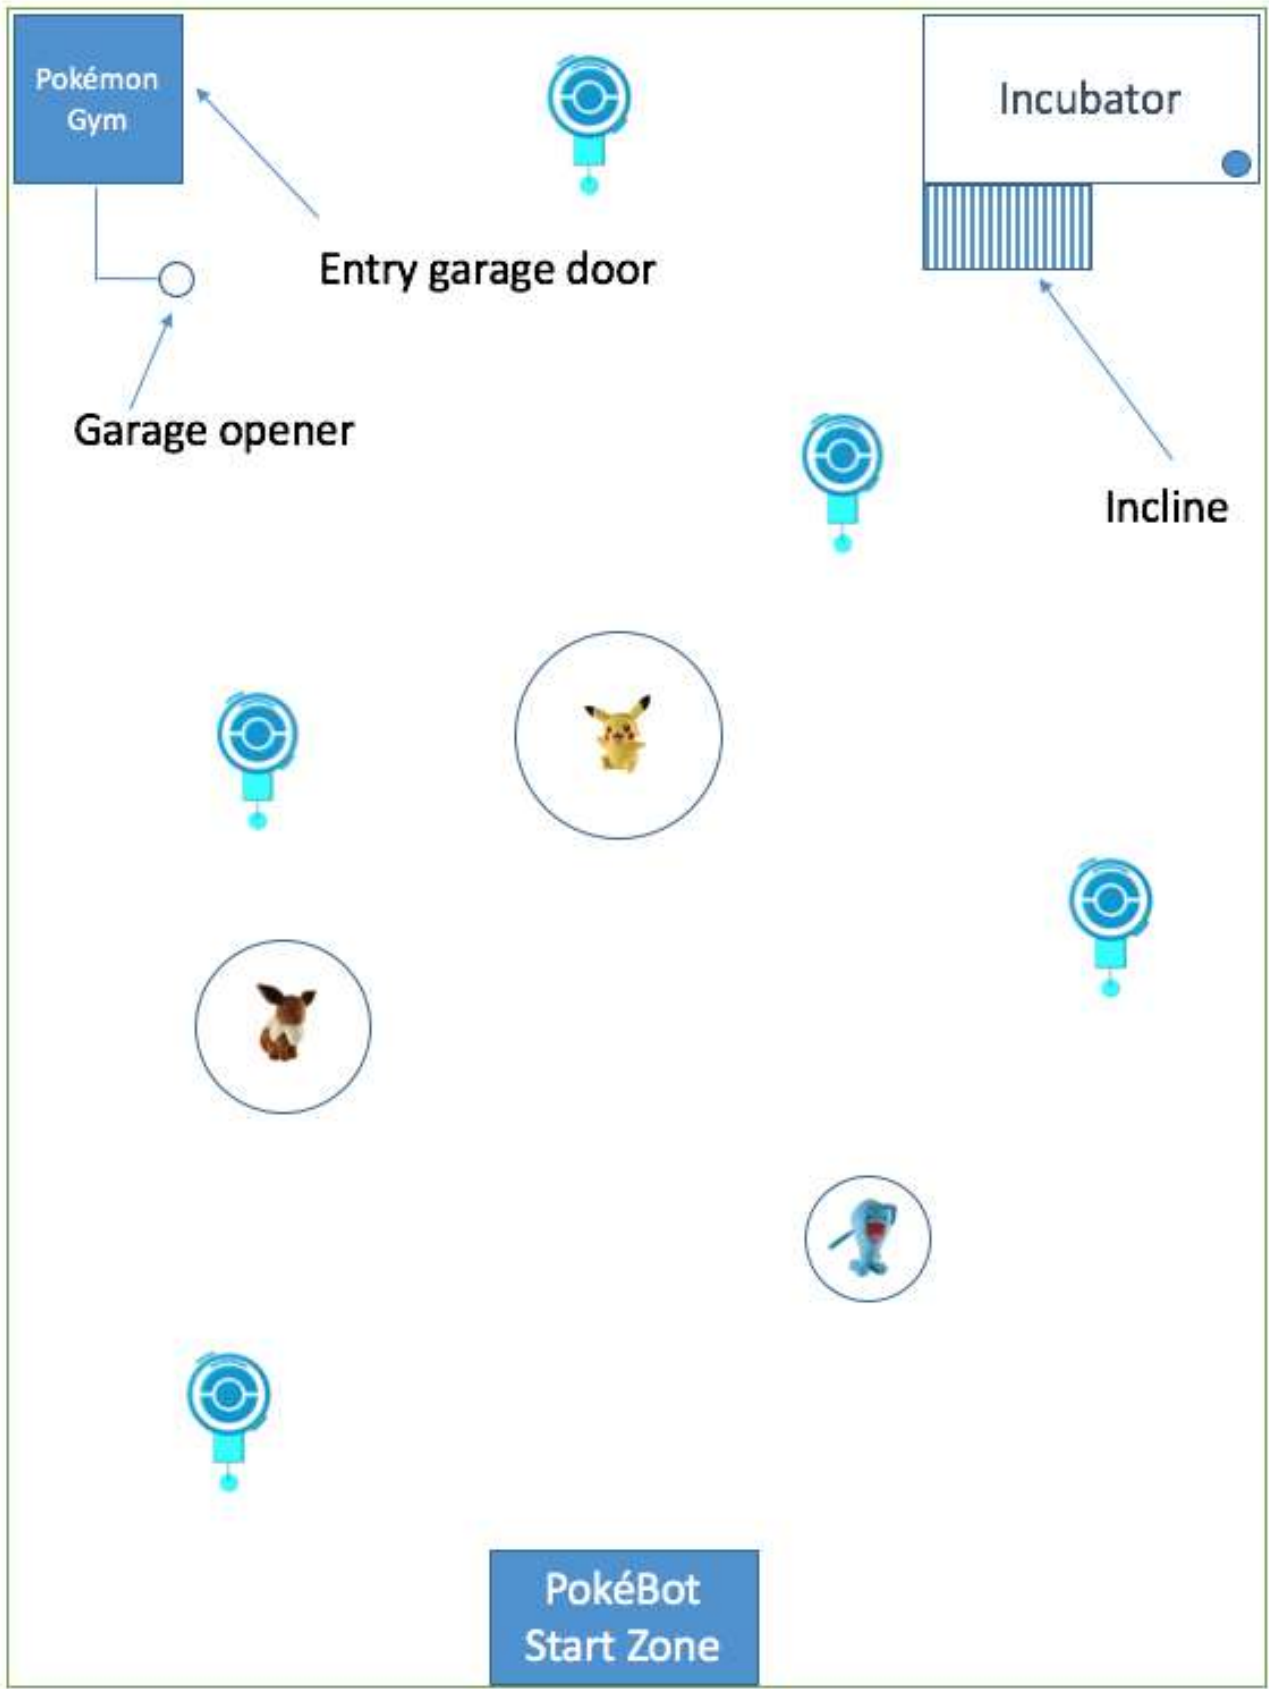 Pokémon
Gym
Incubator
Entry garage door
Garage opener
Incline
PokéBot
Start Zone